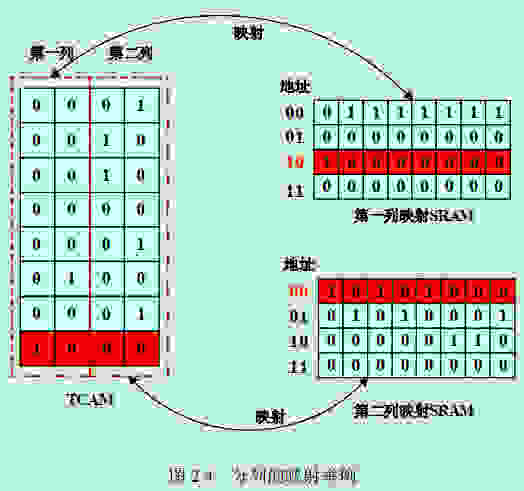 映射
第一列 第二列
0 0 0 1
0 0 1 0
0 0 1 0
0 0 0 0
0 0 0 1
0 1 0 0
0 0 0 1
1 0 0 0
TCAM
地址
00 0 1 1 1 1 1 1 1
01 0 0 0 0 0 0 0 0
10 1 0 0 0 0 0 0 0
11 0 0 0 0 0 0 0 0
第一列映射SRAM
地址
00 1 0 1 0 1 0 0 0
01 0 1 0 1 0 0 0 1
10 0 0 0 0 0 1 1 0
11 0 0 0 0 0 0 0 0
第二列映射SRAM
映射